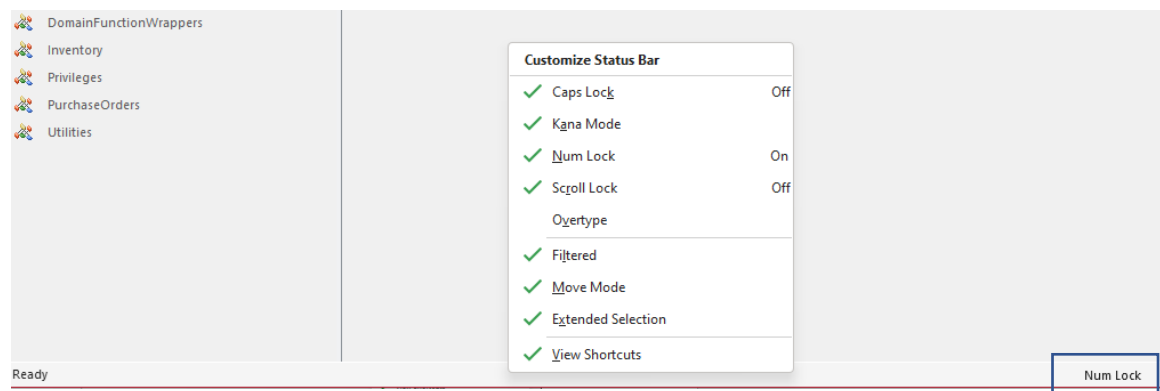 DomainFunctionWrappers
Inventory
Privileges
PurchaseOrders
Utilities
Customize Status Bar
Caps Lock Off
Kana Mode
Num Lock On
Scroll Lock Off
Overtype
Filtered
Move Mode
Extended Selection
View Shortcuts
Ready
Num Lock